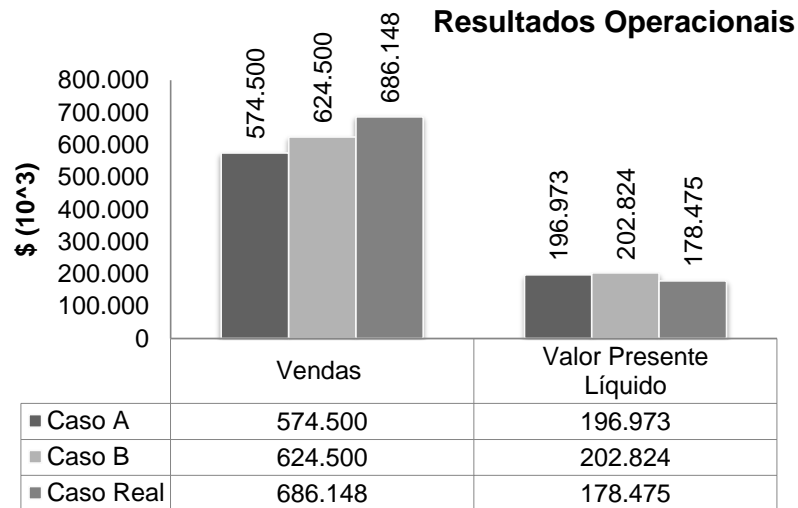 Resultados Operacionais
$ (10^3)
800.000
700.000
600.000
500.000
400.000
300.000
200.000
100.000
0
574.500
624.500
686.148
196.973
202.824
178.475
Vendas
Valor Presente
Líquido
Caso A 574.500 196.973
Caso B 624.500 202.824
Caso Real 686.148 178.475